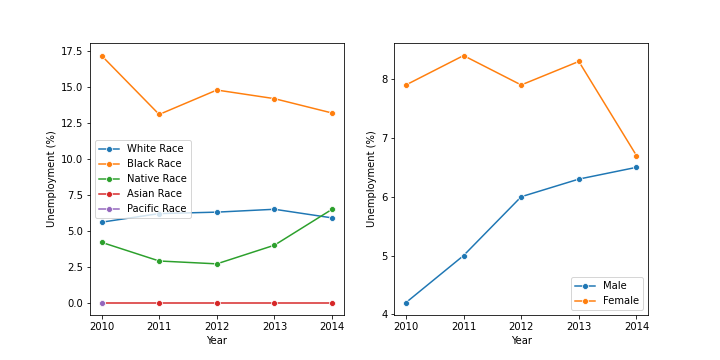 17.5
15.0
12.5
10.0
7.5
5.0
2.5
0.0
Unemployment (%)
White Race
Black Race
Native Race
Asian Race
Pacific Race
2010 2011 2012 2013 2014
Year
8
7
6
5
4
Unemployment (%)
Male
Female
2010 2011 2012 2013 2014
Year